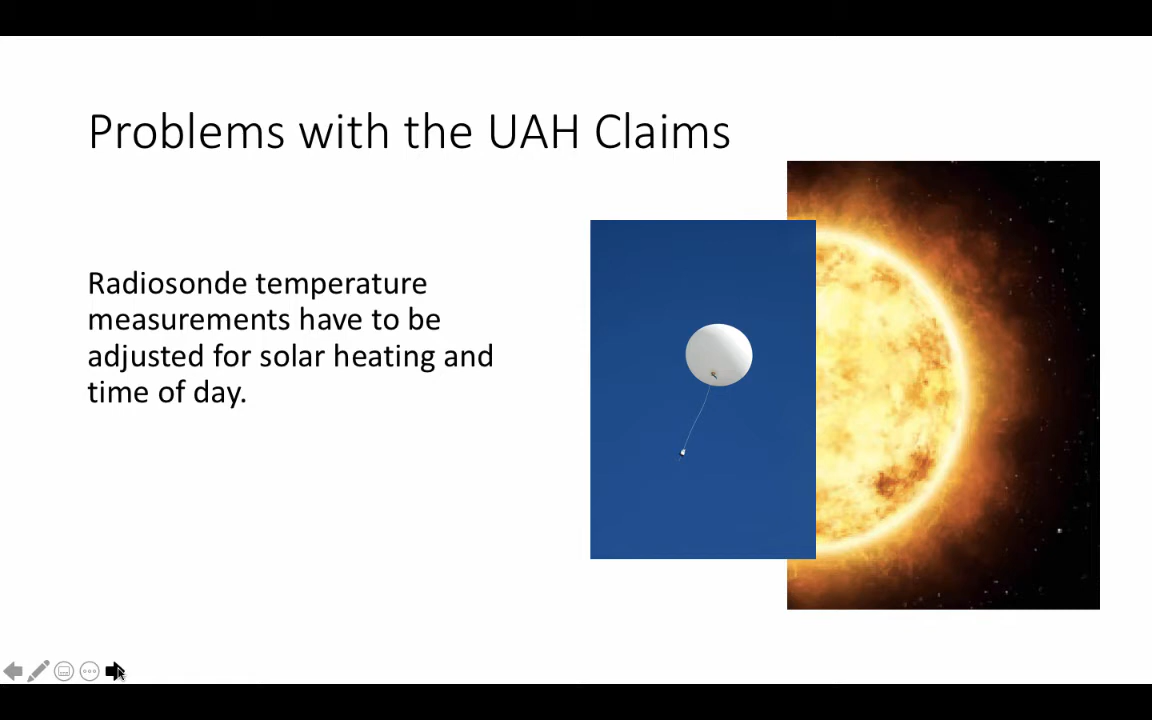 Problems with the UAH Claims
Radiosonde temperature
measurements have to be
adjusted for solar heating and
time of day.